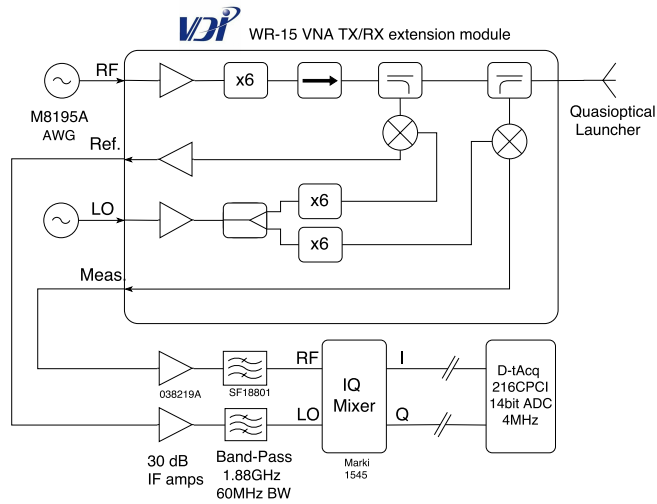 VDI
WR-15 VNA TX/RX extension module
RF
x6
M8195A
AWG
Quasioptical
Launcher
Ref.
LO
x6
x6
Meas.
038219A
SF18801
RF
LO
IQ
Mixer
I
Q
D-tAcq
216CPCI
14bit ADC
4MHz
30 dB
IF amps
Band-Pass
1.88GHz
60MHz BW
Marki
1545